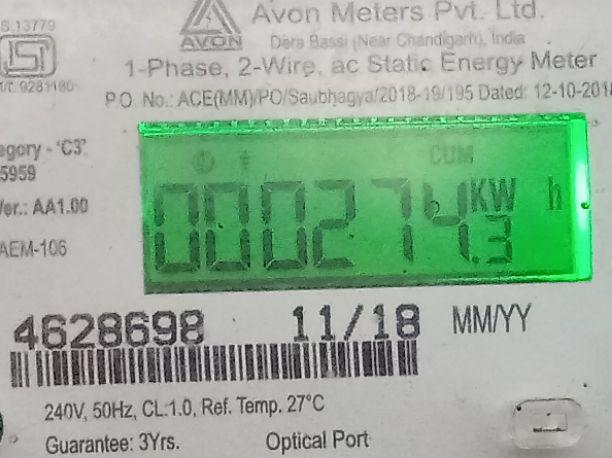 S.13779
Avon Meters Pvt. Ltd.
AVON
Dera Bassi (Near Chandigarh), India
1-Phase, 2-Wire, ac Static Energy Meter
P.O. No.: ACE(MM)/PO/Saubhagya/2018-19/195 Dated: 12-10-201
egory - 'C3'
5959
CUM
000274.3 KW h
Ver.: AA1.00
AEM-106
4628698 11/18 MM/YY
240V, 50Hz, CL:1.0, Ref. Temp. 27°C
Guarantee: 3Yrs. Optical Port